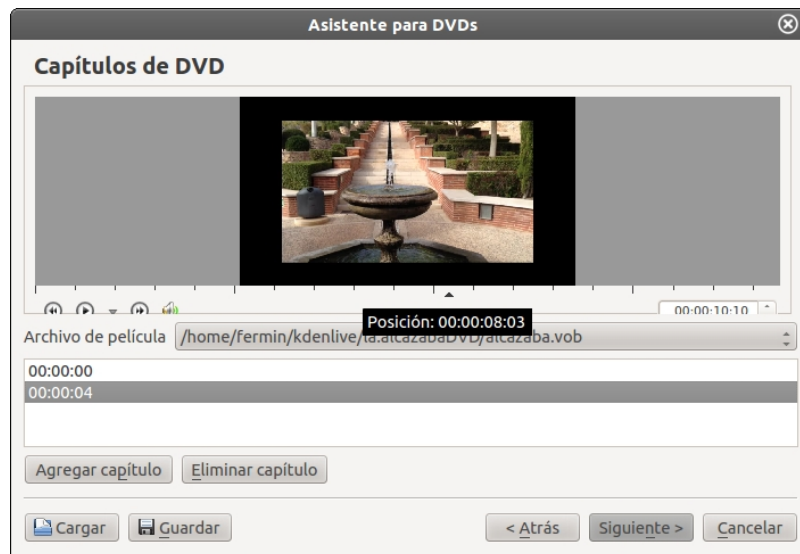 Asistente para DVDs
Capítulos de DVD
00:00:10:10
Posición: 00:00:08:03
Archivo de película /home/fermin/kdenlive/la.alcazabaDVD/alcazaba.vob
00:00:00
00:00:04
Agregar capítulo Eliminar capítulo
Cargar Guardar < Atrás Siguiente > Cancelar